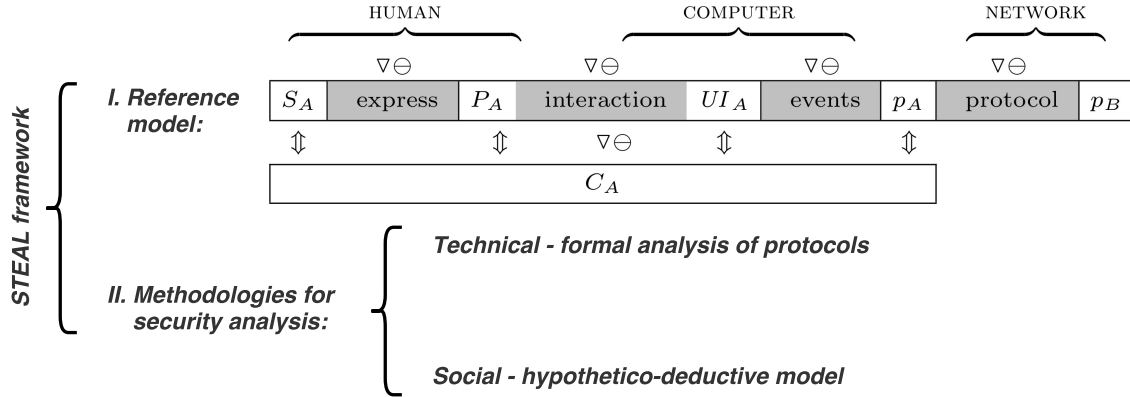 HUMAN COMPUTER NETWORK
∇⊖ ∇⊖ ∇⊖ ∇⊖
I. Reference model:
S_A express P_A interaction UI_A events p_A protocol p_B
⇕ ⇕ ∇⊖ ⇕ ⇕
C_A
STEAL framework
Technical - formal analysis of protocols
II. Methodologies for
security analysis:
Social - hypothetico-deductive model